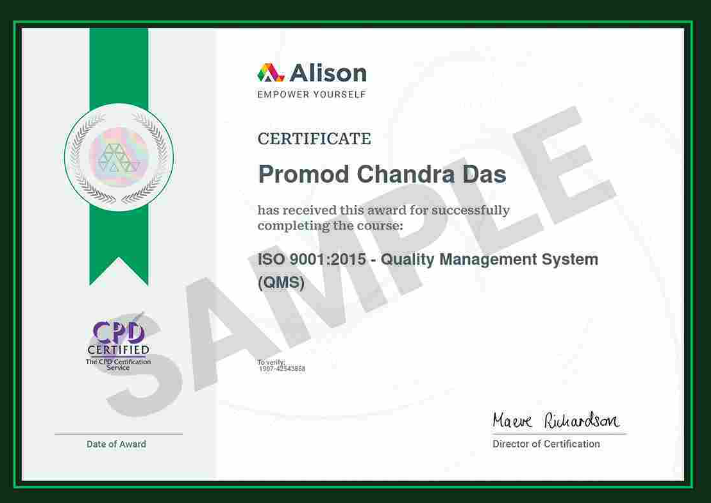 Alison
EMPOWER YOURSELF
CERTIFICATE
Promod Chandra Das
has received this award for successfully
completing the course:
ISO 9001:2015 - Quality Management System
(QMS)
SAMPLE
CPD
CERTIFIED
The CPD Certification
Service
To verify:
1907-42543868
Maeve Richardson
Date of Award
Director of Certification